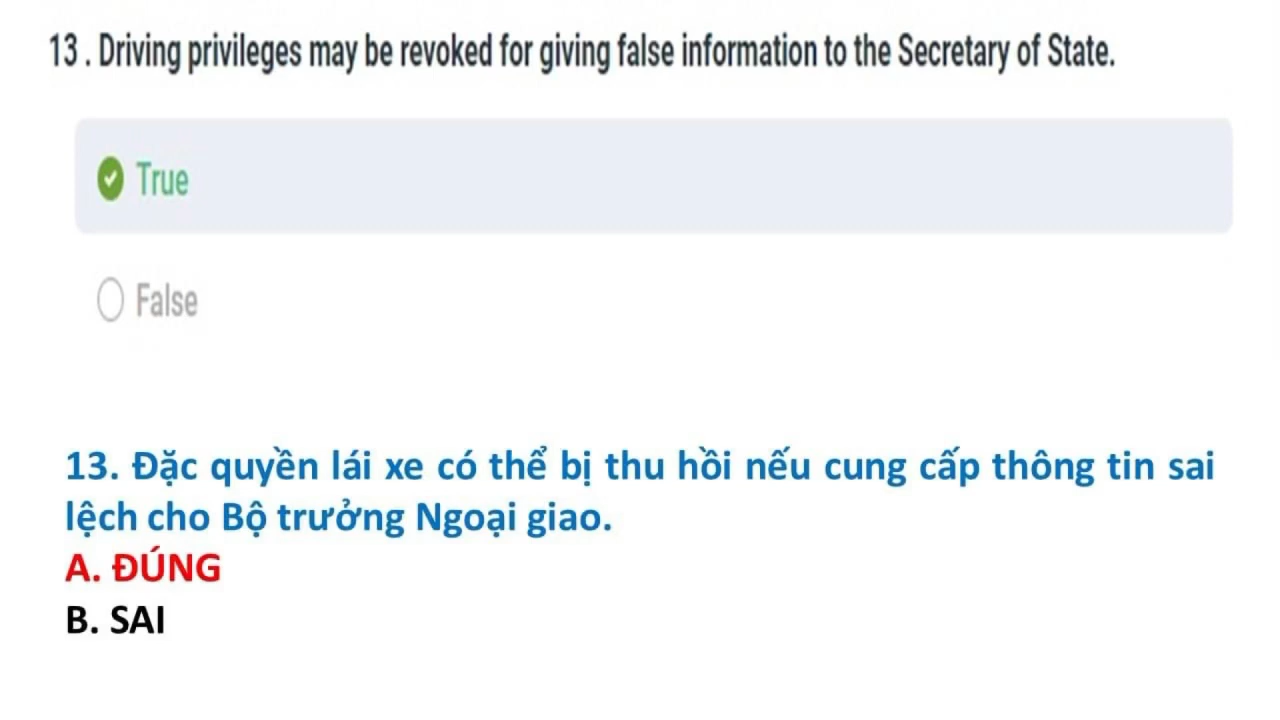 13 . Driving privileges may be revoked for giving false information to the Secretary of State.
True
False
13. Đặc quyền lái xe có thể bị thu hồi nếu cung cấp thông tin sai
lệch cho Bộ trưởng Ngoại giao.
A. ĐÚNG
B. SAI